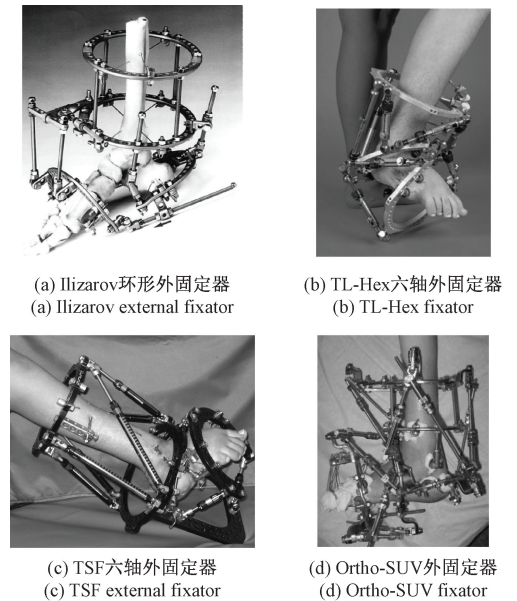 (a) Ilizarov环形外固定器
(a) Ilizarov external fixator
(b) TL-Hex六轴外固定器
(b) TL-Hex fixator
(c) TSF六轴外固定器
(c) TSF external fixator
(d) Ortho-SUV外固定器
(d) Ortho-SUV fixator